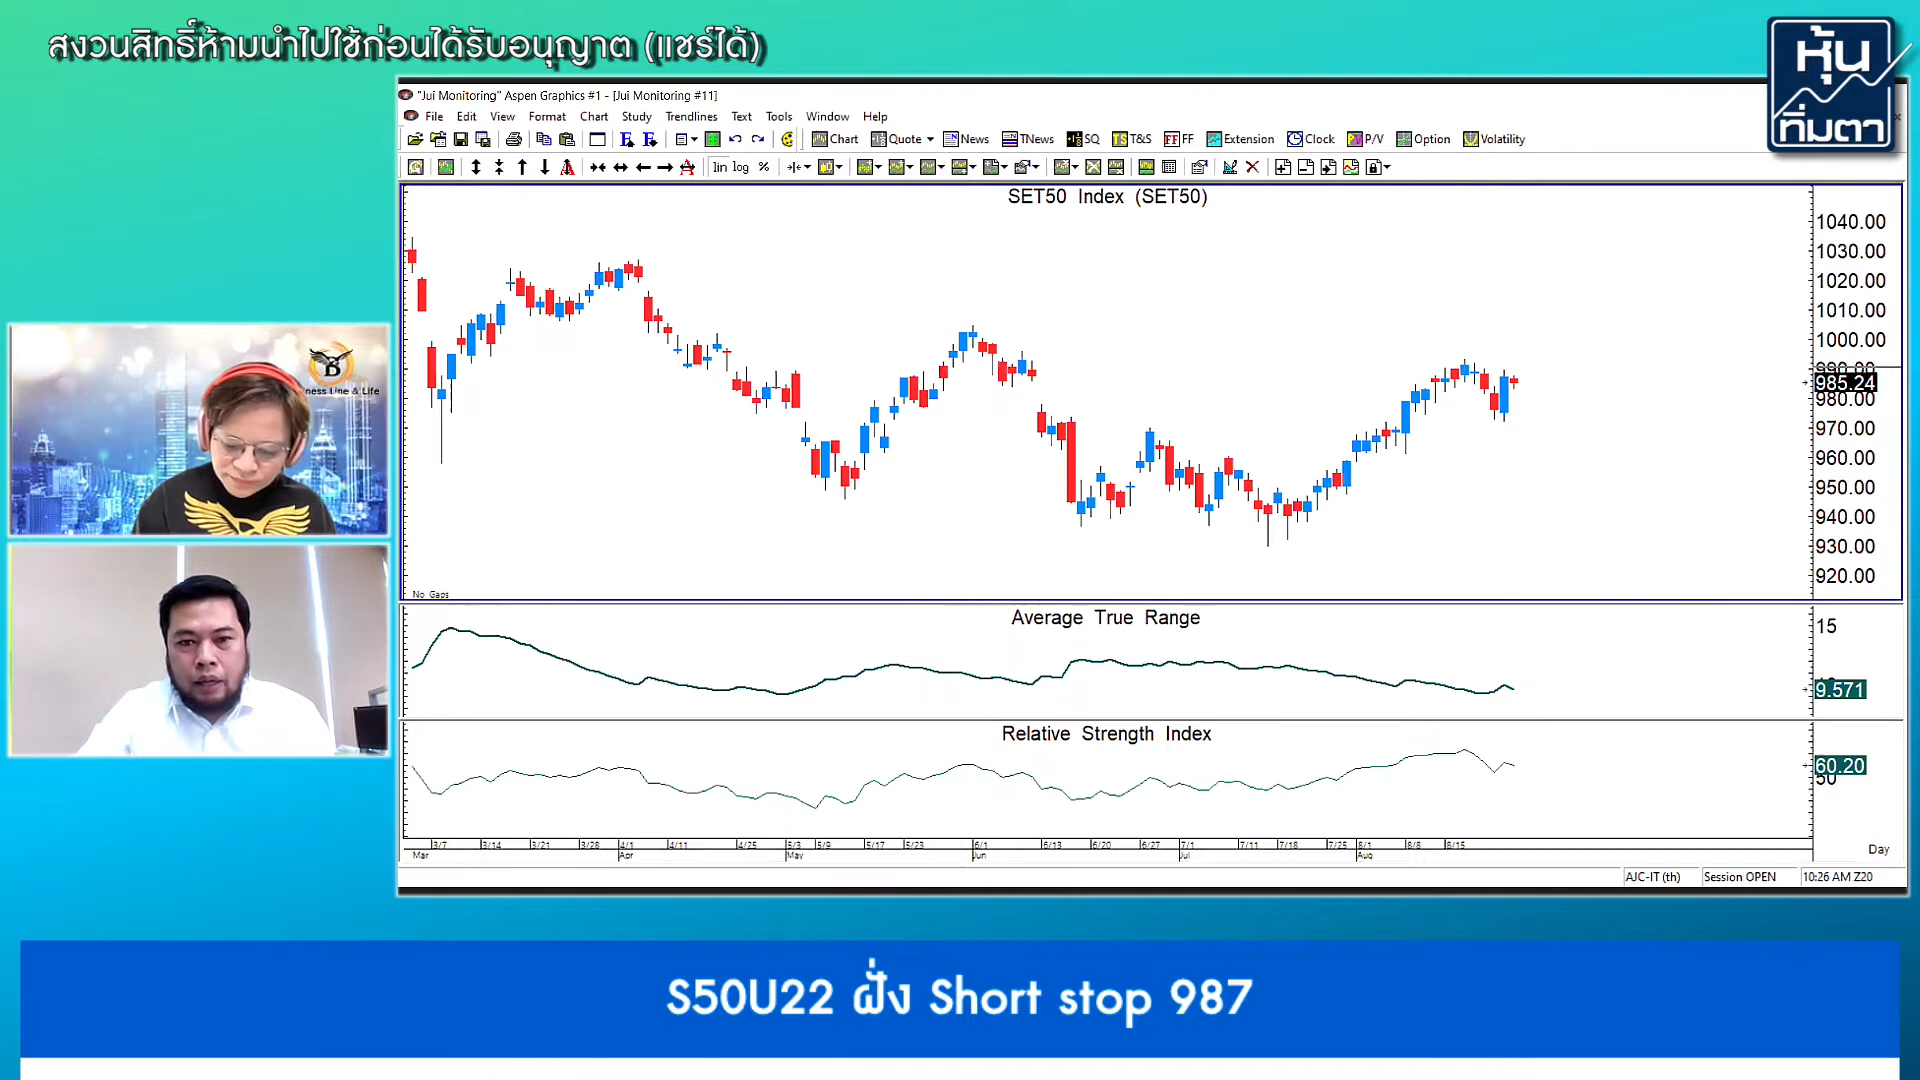 สงวนสิทธิ์ห้ามนำไปใช้ก่อนได้รับอนุญาต (แชร์ได้)
หุ้น
ทิ่มตา
"Jui Monitoring" Aspen Graphics #1 - [Jui Monitoring #11]
File Edit View Format Chart Study Trendlines Text Tools Window Help
Chart Quote News TNews SQ T&S FF Extension Clock P/V Option Volatility
lin log %
SET50 Index (SET50)
1040.00
1030.00
1020.00
1010.00
1000.00
985.24
980.00
970.00
960.00
950.00
940.00
930.00
920.00
No Gaps
Average True Range
15
9.571
Relative Strength Index
60.20
50
3/7 3/14 3/21 3/28 4/1 4/11 4/25 5/3 5/9 5/17 5/23 6/1 6/13 6/20 6/27 7/1 7/11 7/18 7/25 8/1 8/8 8/15
Mar Apr May Jun Jul Aug
Day
AJC-IT (th) Session OPEN 10:26 AM Z20
B
ness Line & Life
S50U22 ฝั่ง Short stop 987